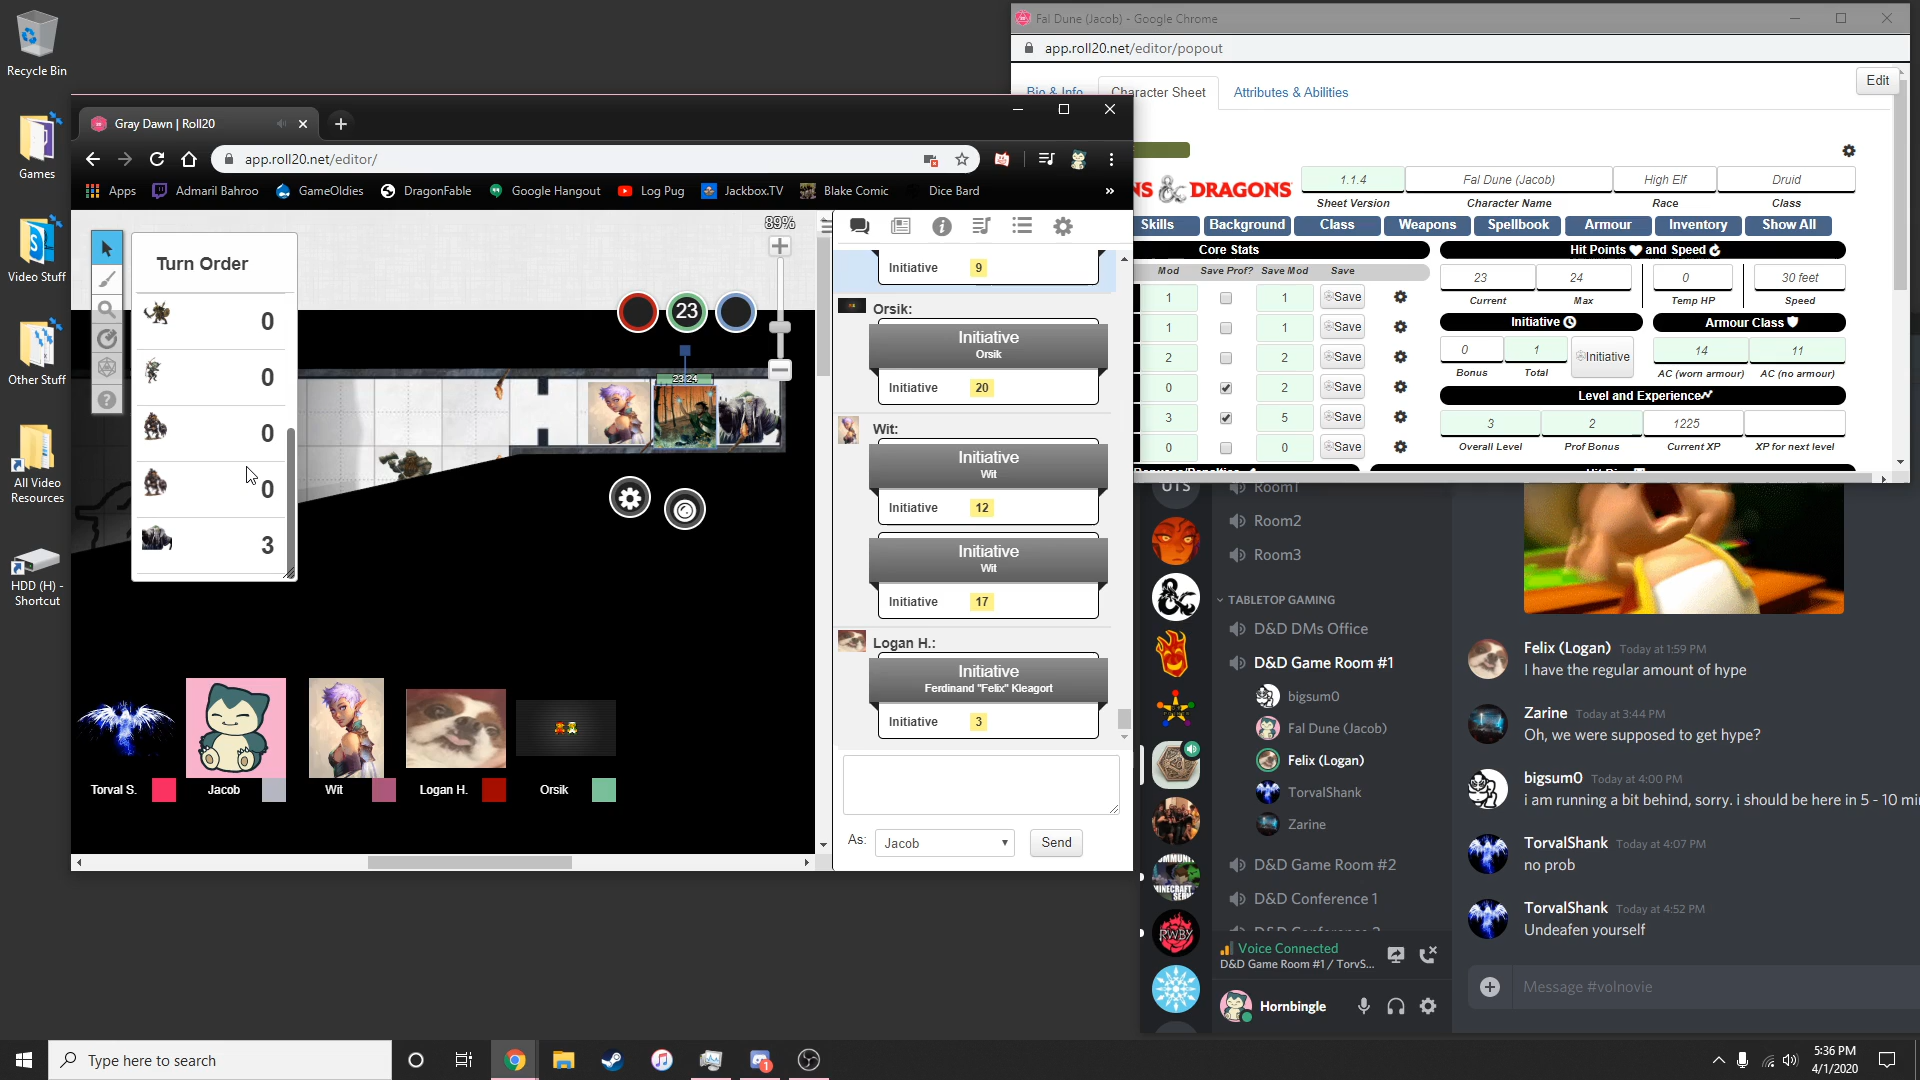 Recycle Bin
Games
Video Stuff
Other Stuff
All Video
Resources
HDD (H) -
Shortcut
Gray Dawn | Roll20
app.roll20.net/editor/
Apps
Admaril Bahroo
GameOldies
DragonFable
Google Hangout
Log Pug
Jackbox.TV
Blake Comic
Dice Bard
»
Turn Order
0
0
0
0
3
89%
23
23/24
Initiative 9
Orsik:
Initiative
Orsik
Initiative 20
Wit:
Initiative
Wit
Initiative 12
Initiative
Wit
Initiative 17
Logan H.:
Initiative
Ferdinand "Felix" Kleagort
Initiative 3
As: Jacob
Send
Torval S.
Jacob
Wit
Logan H.
Orsik
Fal Dune (Jacob) - Google Chrome
app.roll20.net/editor/popout
Bio & Info
Character Sheet
Attributes & Abilities
Edit
NS & DRAGONS
1.1.4 Fal Dune (Jacob) High Elf Druid
Sheet Version Character Name Race Class
Skills Background Class Weapons Spellbook Armour Inventory Show All
Core Stats
Mod Save Prof? Save Mod Save
1 1 Save
1 1 Save
2 2 Save
0 2 Save
3 5 Save
0 0 Save
Hit Points and Speed
23 24 0 30 feet
Current Max Temp HP Speed
Initiative
Armour Class
0 1 Initiative 14 11
Bonus Total AC (worn armour) AC (no armour)
Level and Experience
3 2 1225
Overall Level Prof Bonus Current XP XP for next level
UTS
Room1
Room2
Room3
TABLETOP GAMING
D&D DMs Office
D&D Game Room #1
bigsum0
Fal Dune (Jacob)
Felix (Logan)
TorvalShank
Zarine
D&D Game Room #2
D&D Conference 1
D&D Conference 2
MINECRAFT
RWBY
Voice Connected
D&D Game Room #1 / TorvS...
Hornbingle
Felix (Logan) Today at 1:59 PM
I have the regular amount of hype
Zarine Today at 3:44 PM
Oh, we were supposed to get hype?
bigsum0 Today at 4:00 PM
i am running a bit behind, sorry. i should be here in 5 - 10 mi
TorvalShank Today at 4:07 PM
no prob
TorvalShank Today at 4:52 PM
Undeafen yourself
Message #volnovie
Type here to search
1
5:36 PM
4/1/2020